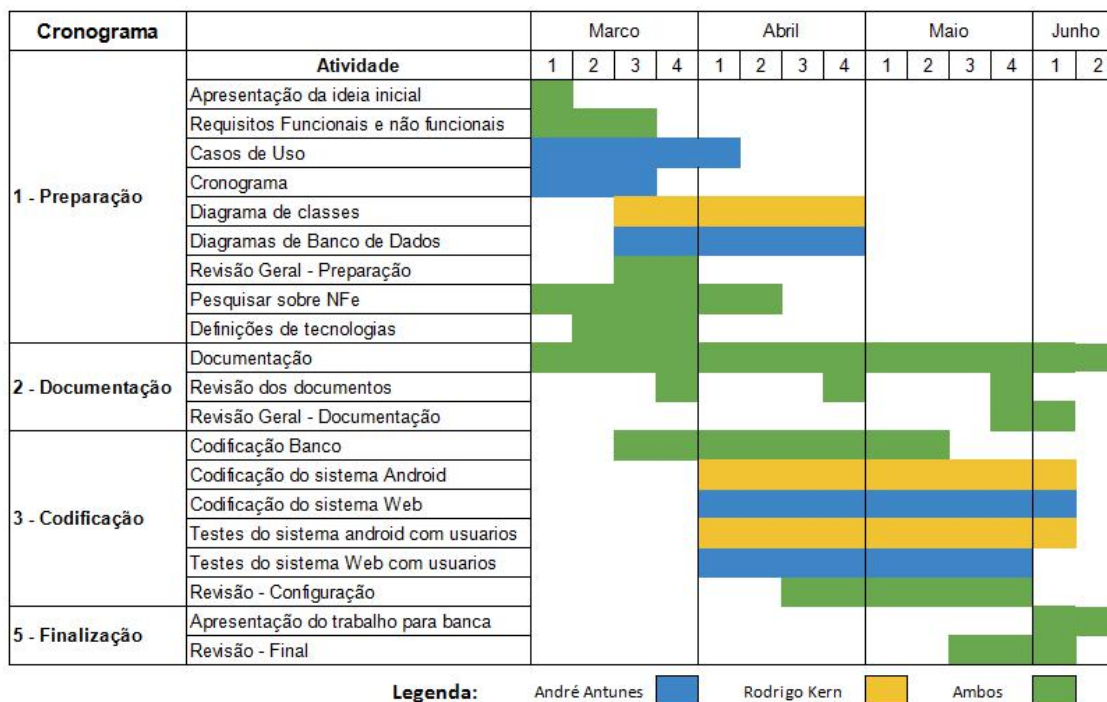 Cronograma Marco Abril Maio Junho
Atividade 1 2 3 4 1 2 3 4 1 2 3 4 1 2
1 - Preparação
Apresentação da ideia inicial
Requisitos Funcionais e não funcionais
Casos de Uso
Cronograma
Diagrama de classes
Diagramas de Banco de Dados
Revisão Geral - Preparação
Pesquisar sobre NFe
Definições de tecnologias
2 - Documentação
Documentação
Revisão dos documentos
Revisão Geral - Documentação
3 - Codificação
Codificação Banco
Codificação do sistema Android
Codificação do sistema Web
Testes do sistema android com usuarios
Testes do sistema Web com usuarios
Revisão - Configuração
5 - Finalização
Apresentação do trabalho para banca
Revisão - Final
Legenda: André Antunes Rodrigo Kern Ambos